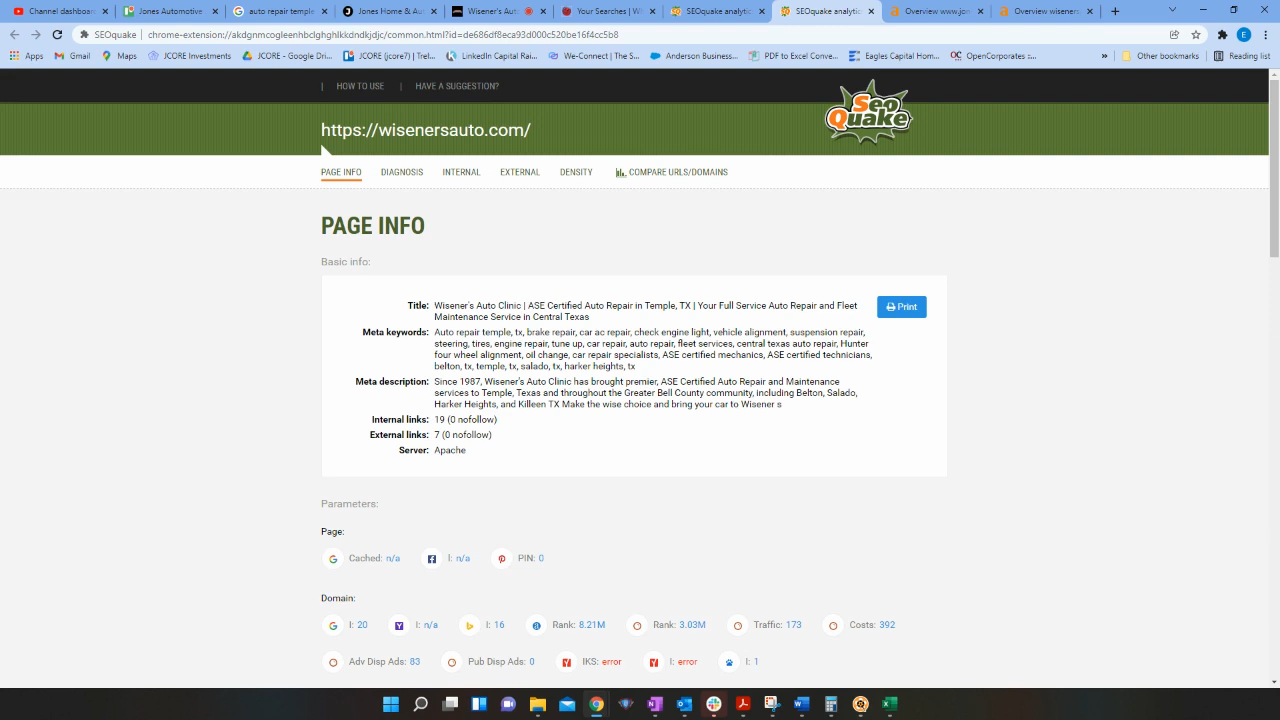 Channel dashboard
Jones Automotive
auto repair temple
Jones Home & Au
Wisener's Aut
Your Searches | W
SEOquake analytic
SEOquake analytic
Overview www.jon
Overview wisener
SEOquake | chrome-extension://akdgnmcogleenhbclghghlkkdndkjdjc/common.html?id=de686df8eca93d000c520be16f4cc5b8
Apps
Gmail
Maps
JCORE Investments
JCORE - Google Dri...
JCORE (jcore7) | Trel...
LinkedIn Capital Rai...
We-Connect | The S...
Anderson Business...
PDF to Excel Conve...
Eagles Capital Hom...
OpenCorporates :...
Other bookmarks
Reading list
| HOW TO USE | HAVE A SUGGESTION?
https://wisenersauto.com/
Seo
Quake
PAGE INFO DIAGNOSIS INTERNAL EXTERNAL DENSITY COMPARE URLS/DOMAINS
PAGE INFO
Basic info:
Title: Wisener's Auto Clinic | ASE Certified Auto Repair in Temple, TX | Your Full Service Auto Repair and Fleet
Maintenance Service in Central Texas
Print
Meta keywords: Auto repair temple, tx, brake repair, car ac repair, check engine light, vehicle alignment, suspension repair,
steering, tires, engine repair, tune up, car repair, auto repair, fleet services, central texas auto repair, Hunter
four wheel alignment, oil change, car repair specialists, ASE certified mechanics, ASE certified technicians,
belton, tx, temple, tx, salado, tx, harker heights, tx
Meta description: Since 1987, Wisener's Auto Clinic has brought premier, ASE Certified Auto Repair and Maintenance
services to Temple, Texas and throughout the Greater Bell County community, including Belton, Salado,
Harker Heights, and Killeen TX Make the wise choice and bring your car to Wisener s
Internal links: 19 (0 nofollow)
External links: 7 (0 nofollow)
Server: Apache
Parameters:
Page:
Cached: n/a I: n/a PIN: 0
Domain:
I: 20 I: n/a I: 16 Rank: 8.21M Rank: 3.03M Traffic: 173 Costs: 392
Adv Disp Ads: 83 Pub Disp Ads: 0 IKS: error I: error I: 1